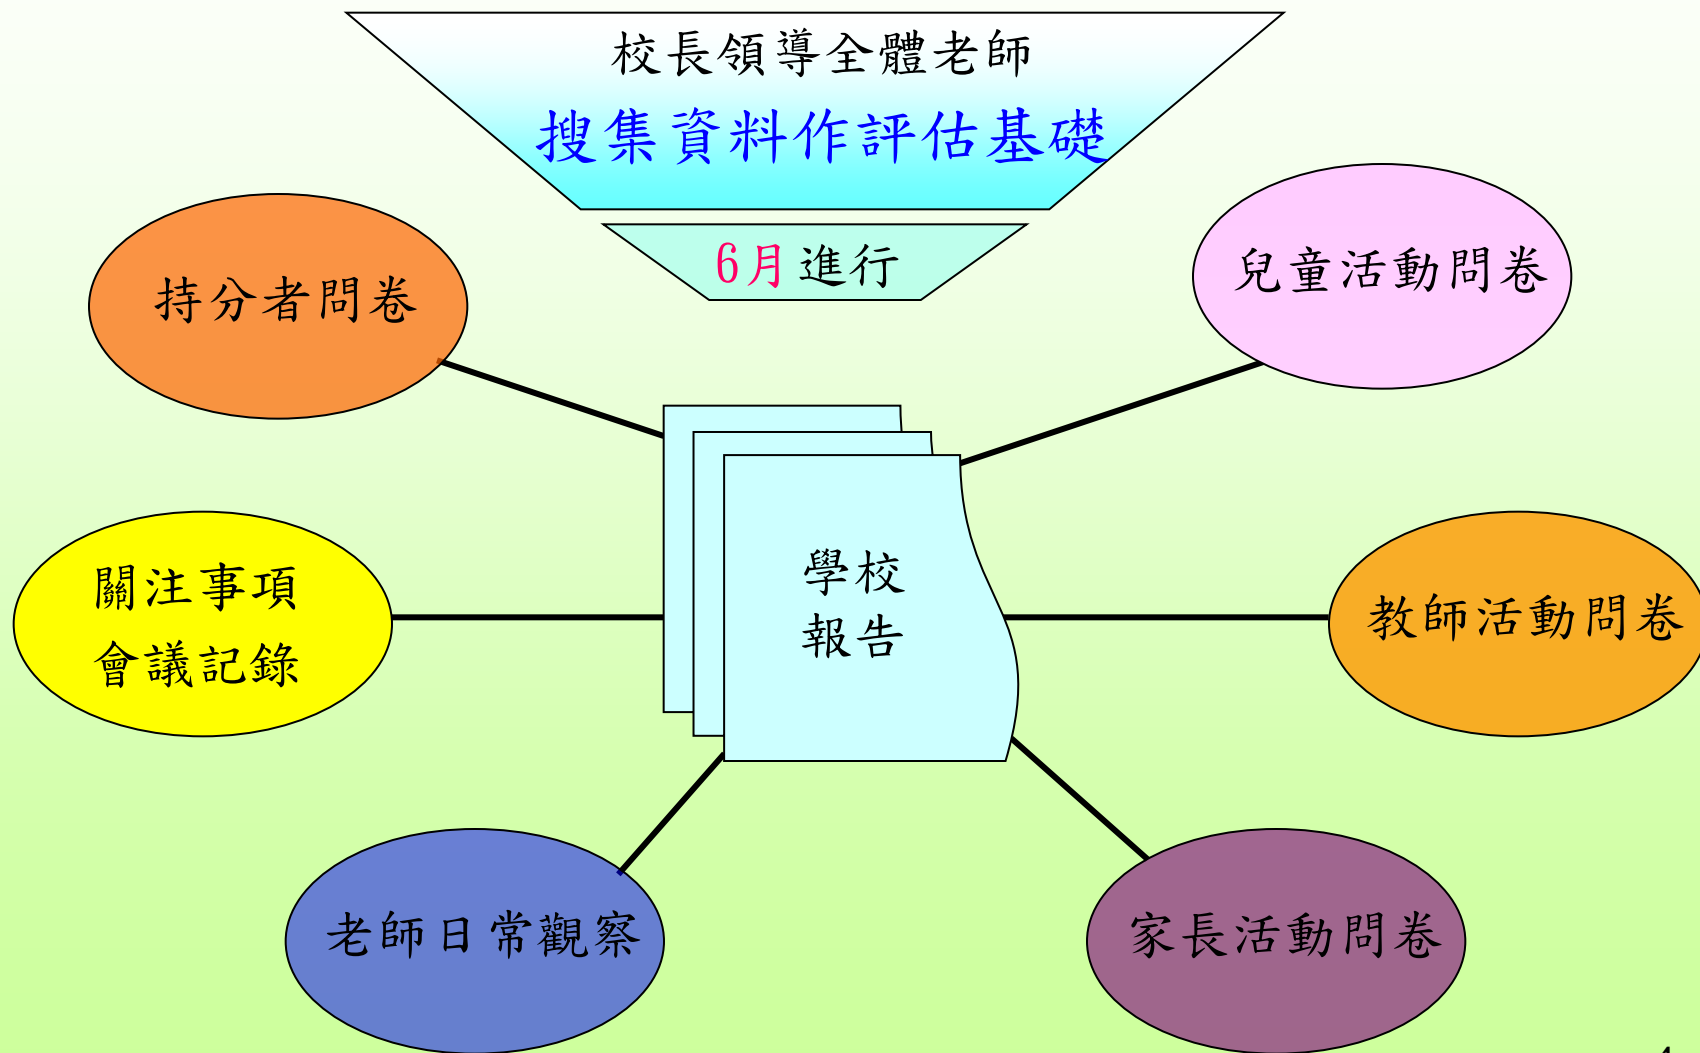 校長領導全體老師
搜集資料作評估基礎
6月進行
持分者問卷
兒童活動問卷
關注事項
會議記錄
學校
報告
教師活動問卷
老師日常觀察
家長活動問卷